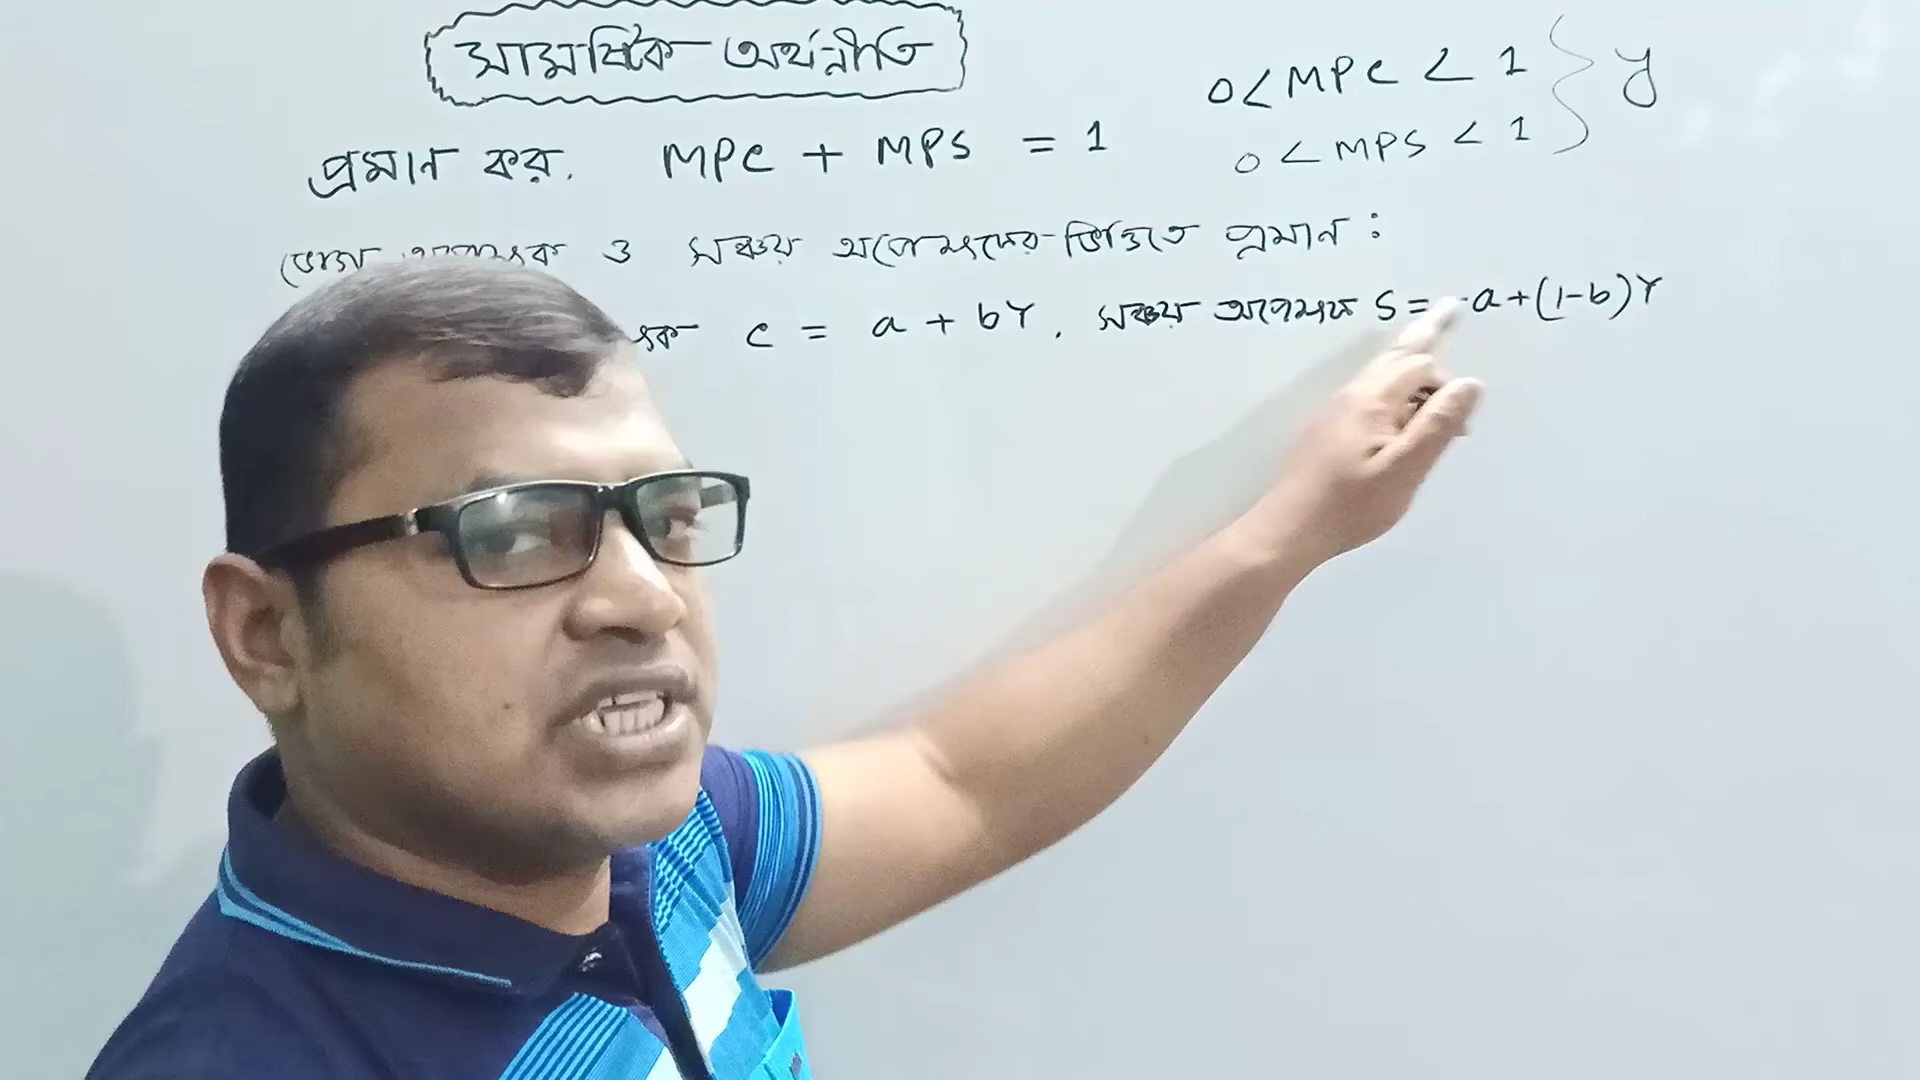 সামষ্টিক অর্থনীতি
0 < MPC < 1 } y
প্রমাণ কর. MPC + MPS = 1
0 < MPS < 1
ভোগ অপেক্ষক ও সঞ্চয় অপেক্ষকের ভিত্তিতে প্রমাণ :
C = a + bY , সঞ্চয় অপেক্ষক S = -a+(1-b)Y